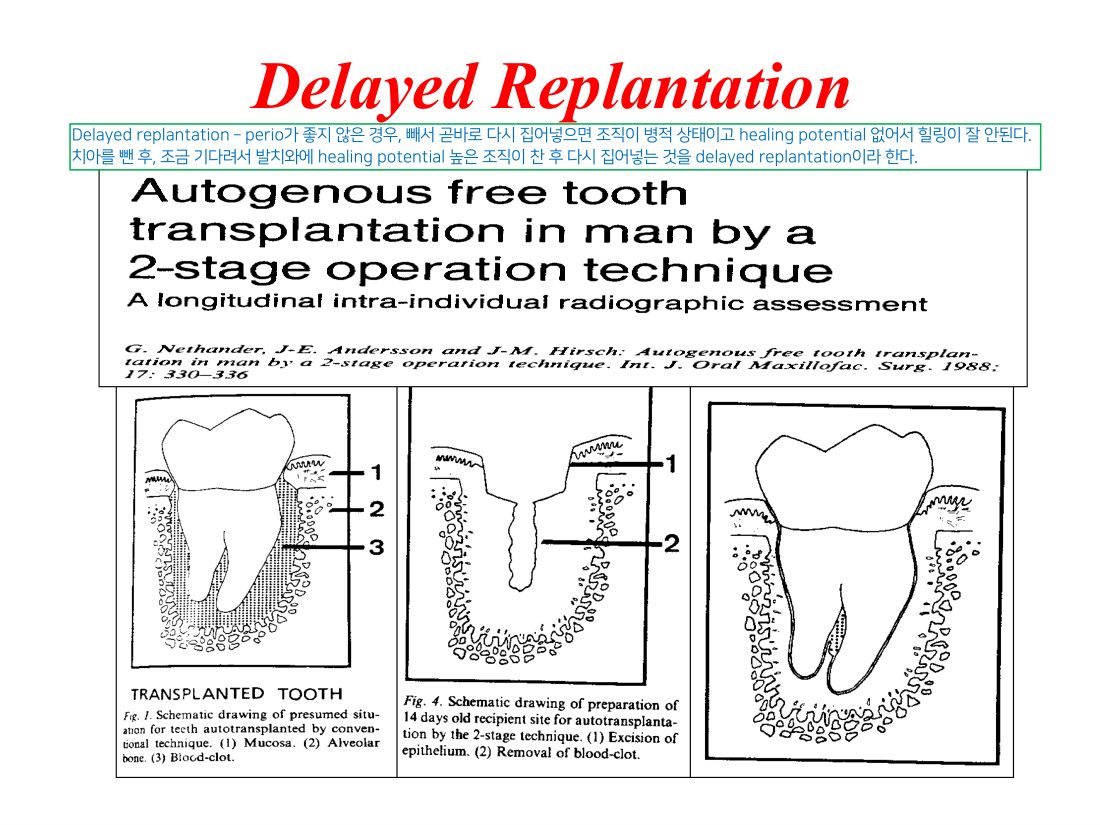 Delayed Replantation
Delayed replantation – perio가 좋지 않은 경우, 빼서 곧바로 다시 집어넣으면 조직이 병적 상태이고 healing potential 없어서 힐링이 잘 안된다.
치아를 뺀 후, 조금 기다려서 발치와에 healing potential 높은 조직이 찬 후 다시 집어넣는 것을 delayed replantation이라 한다.
Autogenous free tooth
transplantation in man by a
2-stage operation technique
A longitudinal intra-individual radiographic assessment
G. Nethander, J-E. Andersson and J-M. Hirsch: Autogenous free tooth transplan-
tation in man by a 2-stage operation technique. Int. J. Oral Maxillofac. Surg. 1988;
17: 330–336
1
2
3
TRANSPLANTED TOOTH
Fig. 1. Schematic drawing of presumed situ-
ation for teeth autotransplanted by conven-
tional technique. (1) Mucosa. (2) Alveolar
bone. (3) Blood-clot.
1
2
Fig. 4. Schematic drawing of preparation of
14 days old recipient site for autotransplanta-
tion by the 2-stage technique. (1) Excision of
epithelium. (2) Removal of blood-clot.